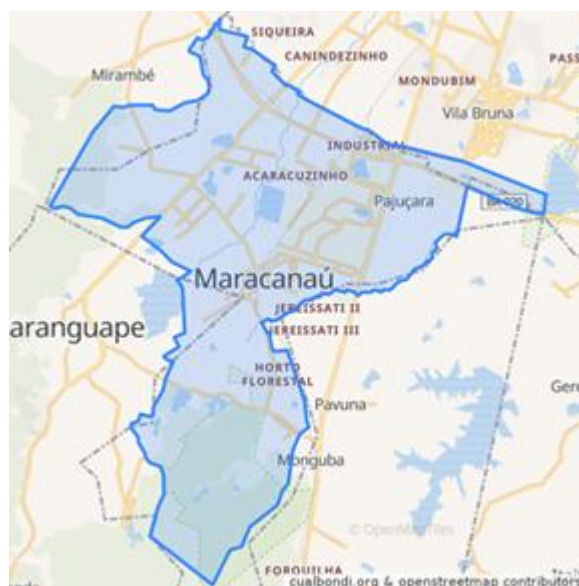 SIQUEIRA
CANINDEZINHO
Mirambé
MONDUBIM
PASS
Vila Bruna
INDUSTRIAL
ACARACUZINHO
Pajuçara
BR-020
Maracanaú
JEREISSATI II
JEREISSATI III
aranguape
HORTO
FLORESTAL
Gere
Pavuna
Monguba
© OpenMapTiles
FORQUILHA
cualbondi.org & openstreetmap contributors